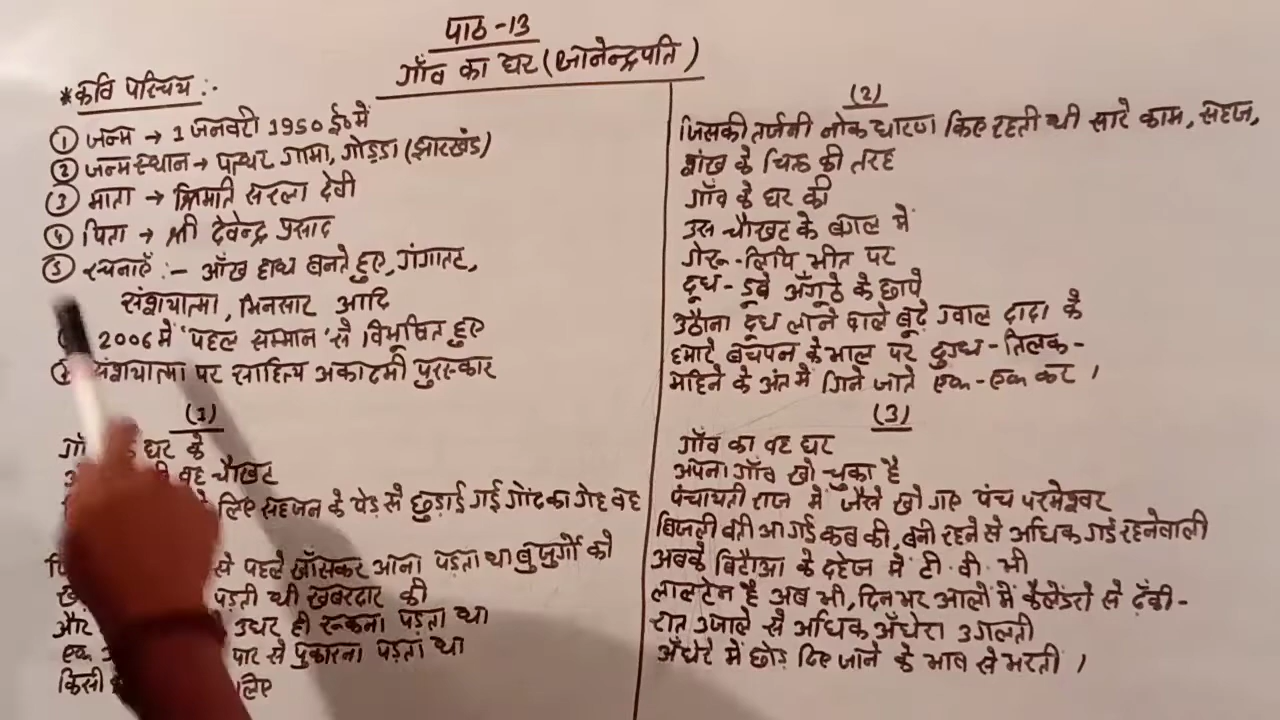 पाठ -13
गाँव का घर (ज्ञानेन्द्रपति)
*कवि परिचय :-
① जन्म → 1 जनवरी 1950 ई० में
② जन्म स्थान → पत्थर गामा, गोड्डा (झारखंड)
③ माता → श्रीमति सरला देवी
④ पिता → श्री देवेन्द्र प्रसाद
⑤ रचनाएँ :- आँख हाथ बनते हुए, गंगातट,
संशयात्मा, भिनसार आदि
2006 में 'पहल सम्मान' से विभूषित हुए
संशयात्मा पर साहित्य अकादमी पुरस्कार
(1)
घर के
वह चौखट
लिए सहजन के पेड़ से छुड़ाई गई गोंद का गेह वह
से पहले खाँसकर आना पड़ता था बुजुर्गों को
पड़ती थी खबरदार की
और उधर ही रूकना पड़ता था
एक पार से पुकारना पड़ता था
किसी लिए
(2)
जिसकी तर्जनी नोक धारण किए रहती थी सारे काम, सहज,
शंख के चिह्न की तरह
गाँव के घर की
उस चौखट के बगल में
गेरू-लिपि भीत पर
दूध-डूबे अँगूठे के छापे
उठौना दूध लाने वाले बूढ़े ग्वाल दादा के
हमारे बचपन के भाल पर दुग्ध-तिलक-
महिने के अंत में गिने जाते एक-एक कर ।
(3)
गाँव का वह घर
अपना गाँव खो चुका है
पंचायती राज में जैसे खो गए पंच परमेश्वर
बिजली बत्ती आ गई कब की, बनी रहने से अधिक गई रहनेवाली
अबके बिटौआ के दहेज में टी. वी. भी
लालटेन है अब भी, दिनभर आलों में कैलेंडरों से ढँकी-
रात उजाले से अधिक अँधेरा उगलती
अँधेरे में छोड़ दिए जाने के भाव से भरती ।